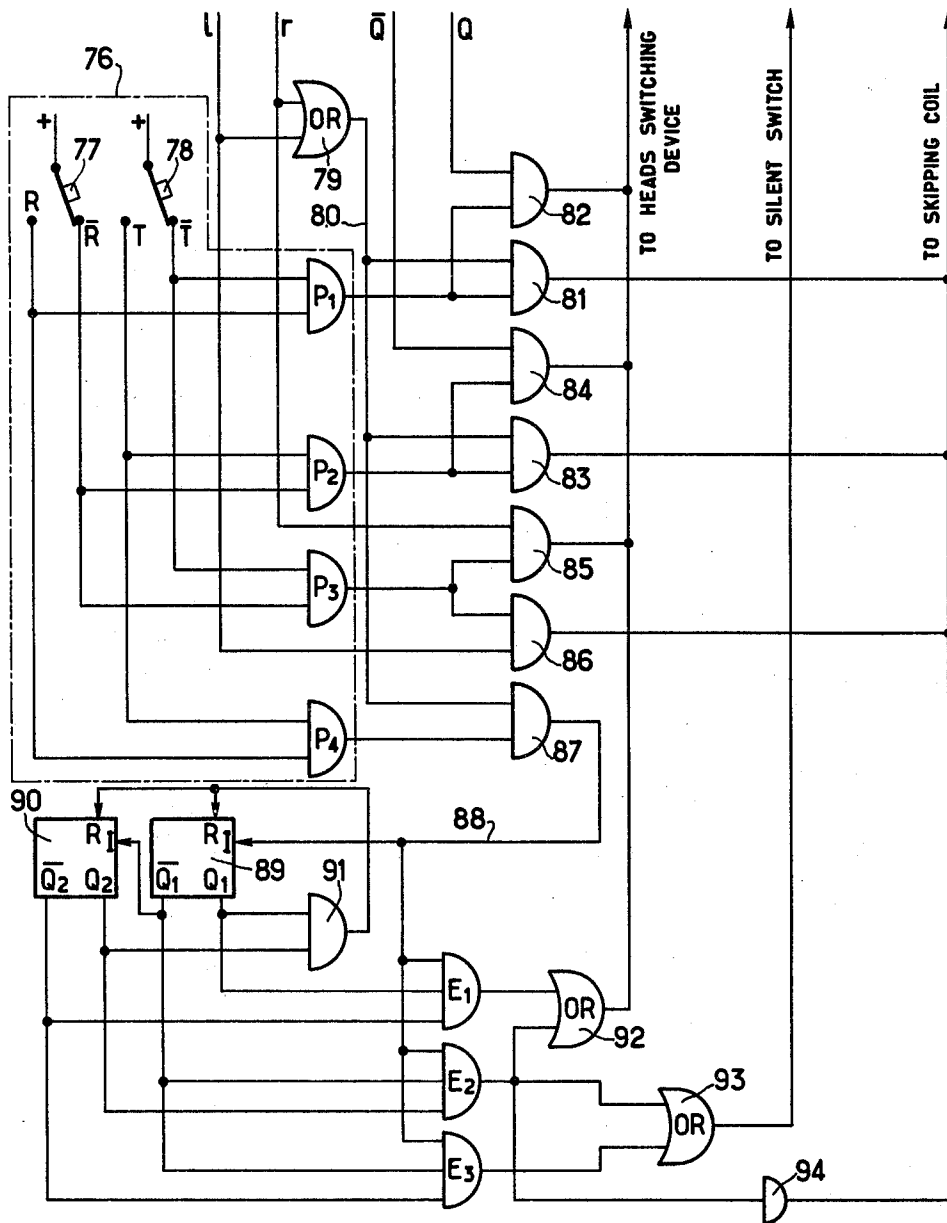 l r Q̅ Q
76
OR
79
+ +
77 78
R R̅ T T̅
80
82
TO HEADS SWITCHING DEVICE
TO SILENT SWITCH
TO SKIPPING COIL
P1
81
84
P2
83
85
P3
86
P4
87
90
R I
Q̅2 Q2
R I
89
Q̅1 Q1
88
91
E1
OR
92
E2
93
OR
E3
94